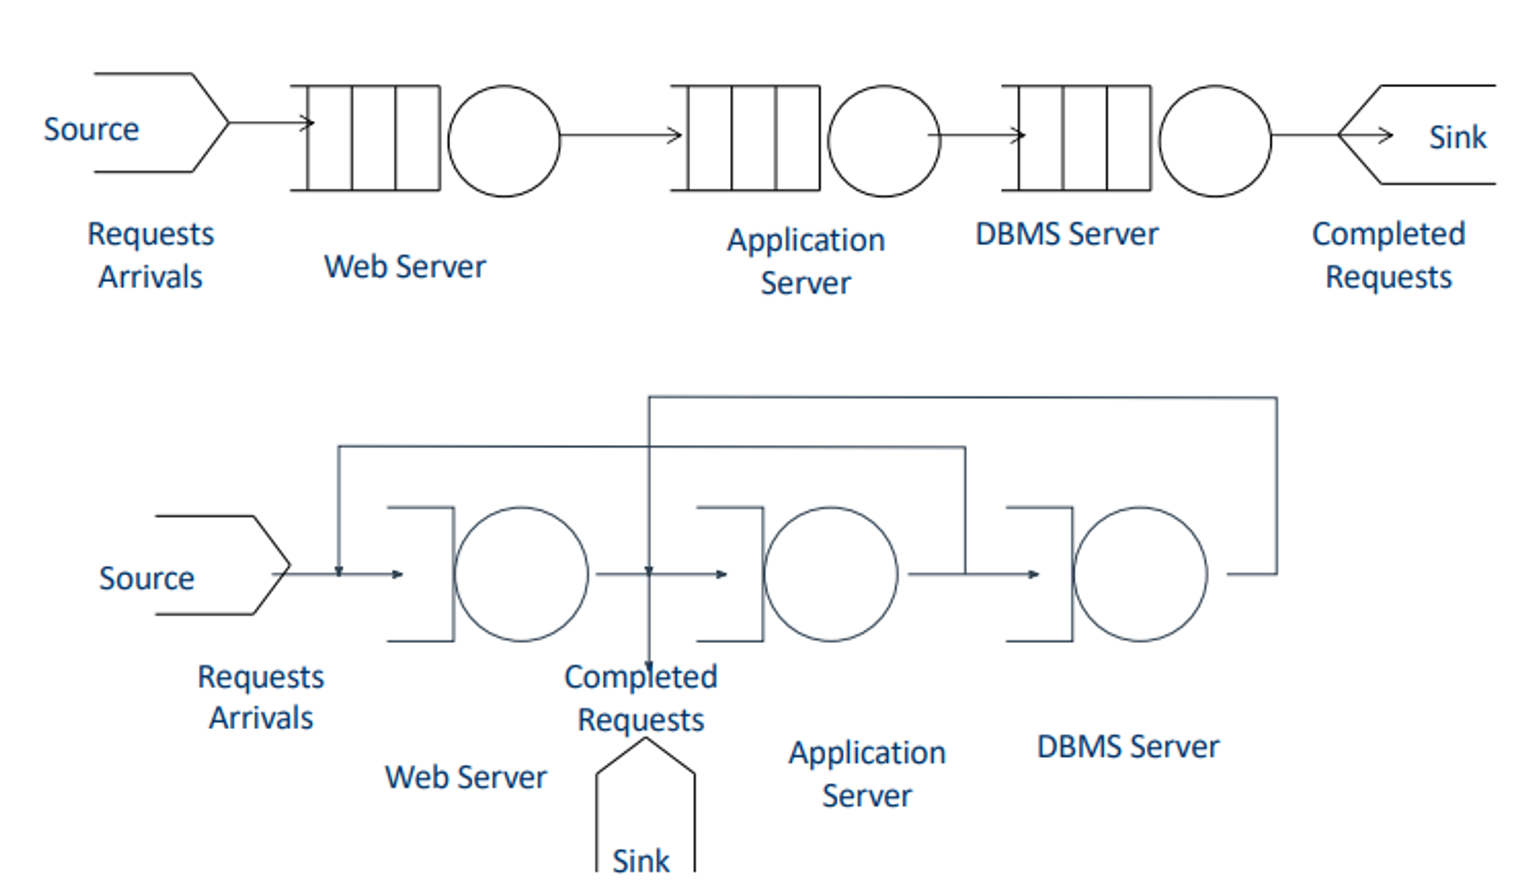 Source
Sink
Requests
Arrivals
Web Server
Application
Server
DBMS Server
Completed
Requests
Source
Requests
Arrivals
Completed
Requests
Web Server
Application
Server
DBMS Server
Sink